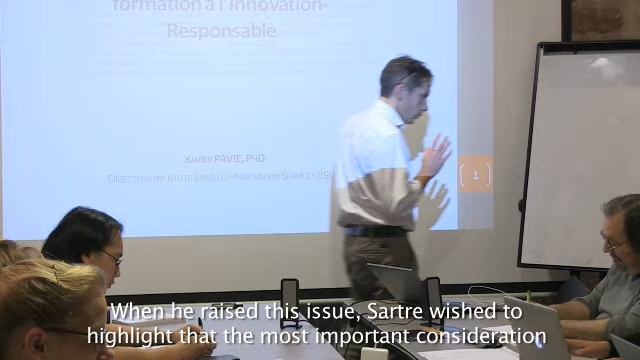 formation à l'Innovation-
Responsable
XAVIER PAVIE, PHD
DIRECTEUR INSTITUTE STRATEGY INNOVATION SERVICES
1
When he raised this issue, Sartre wished to
highlight that the most important consideration